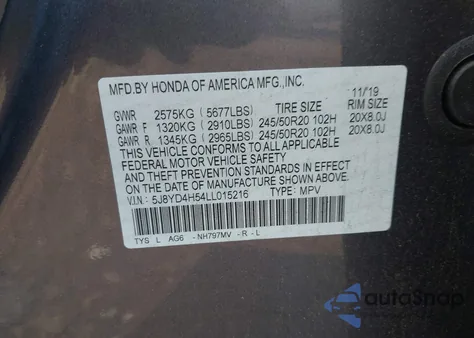 MFD.BY HONDA OF AMERICA MFG.,INC. 11/19
GVWR 2575KG (5677LBS) TIRE SIZE RIM SIZE
GAWR F 1320KG (2910LBS) 245/50R20 102H 20X8.0J
GAWR R 1345KG (2965LBS) 245/50R20 102H 20X8.0J
THIS VEHICLE CONFORMS TO ALL APPLICABLE
FEDERAL MOTOR VEHICLE SAFETY
AND THEFT PREVENTION STANDARDS IN EFFECT
ON THE DATE OF MANUFACTURE SHOWN ABOVE.
V.I.N.: 5J8YD4H54LL015216 TYPE: MPV
TYS L AG6 -NH797MV -R-L
autoSnap